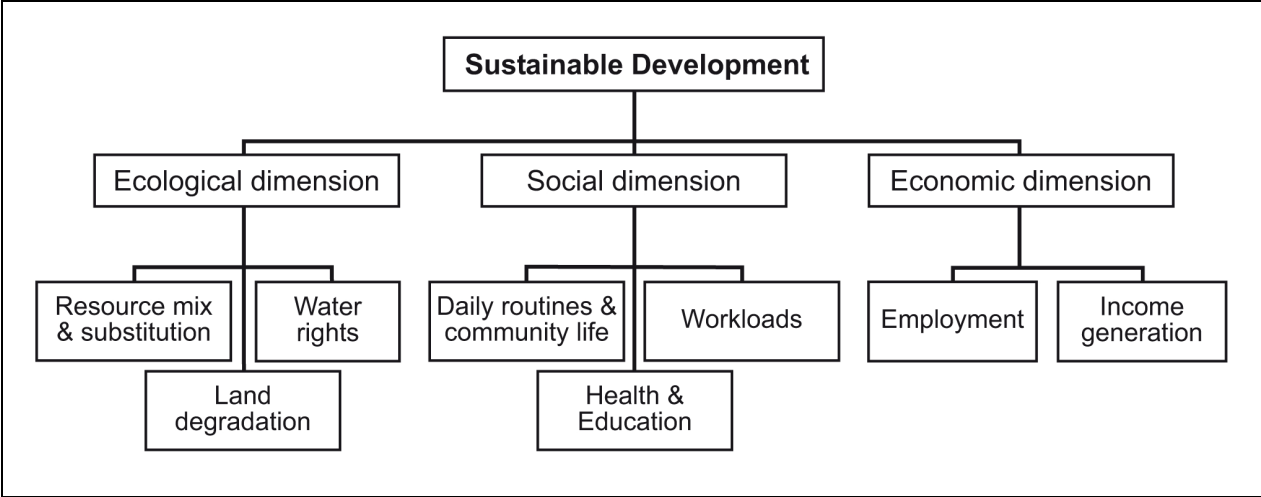 Sustainable Development
Ecological dimension
Social dimension
Economic dimension
Resource mix
& substitution
Water
rights
Daily routines &
community life
Workloads
Employment
Income
generation
Land
degradation
Health &
Education